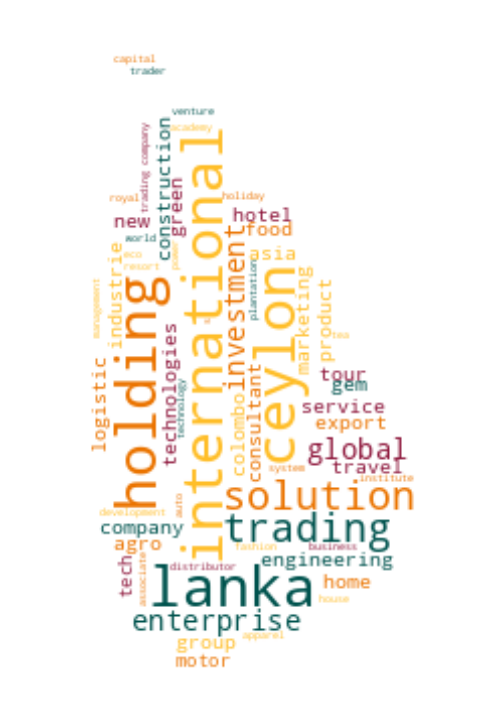 capital
trader
venture
academy
trading company
construction
international
royal
holiday
green
new
hotel
food
world
industrie
eco
resort
power
asia
investment
plantation
ceylon
marketing
product
management
holding
tea
technologies
technology
logistic
colombo
consultant
tour
gem
service
export
global
travel
system
institute
solution
auto
development
company
trading
agro
fashion
business
engineering
tech
associate
distributor
lanka
home
house
enterprise
group
apparel
motor